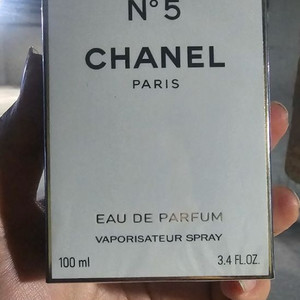 N°5
CHANEL
PARIS
EAU DE PARFUM
VAPORISATEUR SPRAY
100 ml 3.4 FL.OZ.